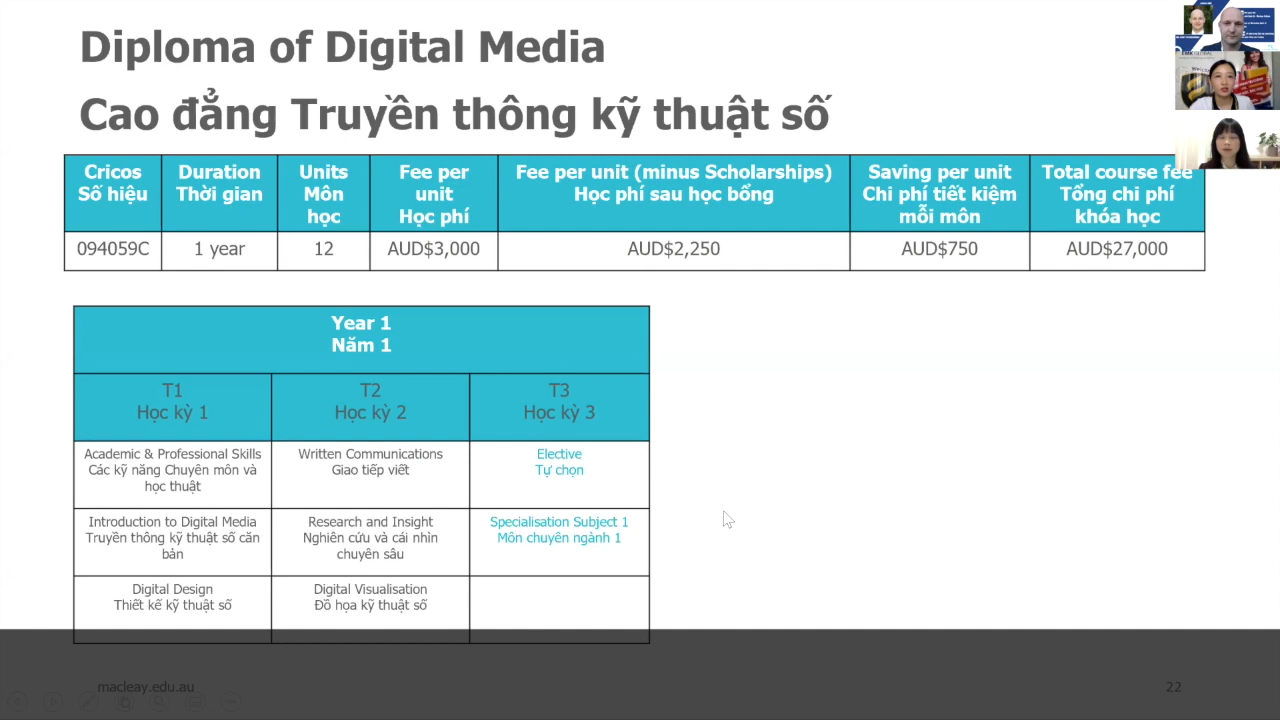 Diploma of Digital Media
Cao đẳng Truyền thông kỹ thuật số
Cricos
Số hiệu
Duration
Thời gian
Units
Môn
học
Fee per
unit
Học phí
Fee per unit (minus Scholarships)
Học phí sau học bổng
Saving per unit
Chi phí tiết kiệm
mỗi môn
Total course fee
Tổng chi phí
khóa học
094059C
1 year
12
AUD$3,000
AUD$2,250
AUD$750
AUD$27,000
Year 1
Năm 1
T1
Học kỳ 1
T2
Học kỳ 2
T3
Học kỳ 3
Academic & Professional Skills
Các kỹ năng Chuyên môn và
học thuật
Written Communications
Giao tiếp viết
Elective
Tự chọn
Introduction to Digital Media
Truyền thông kỹ thuật số căn
bản
Research and Insight
Nghiên cứu và cái nhìn
chuyên sâu
Specialisation Subject 1
Môn chuyên ngành 1
Digital Design
Thiết kế kỹ thuật số
Digital Visualisation
Đồ họa kỹ thuật số
macleay.edu.au
22